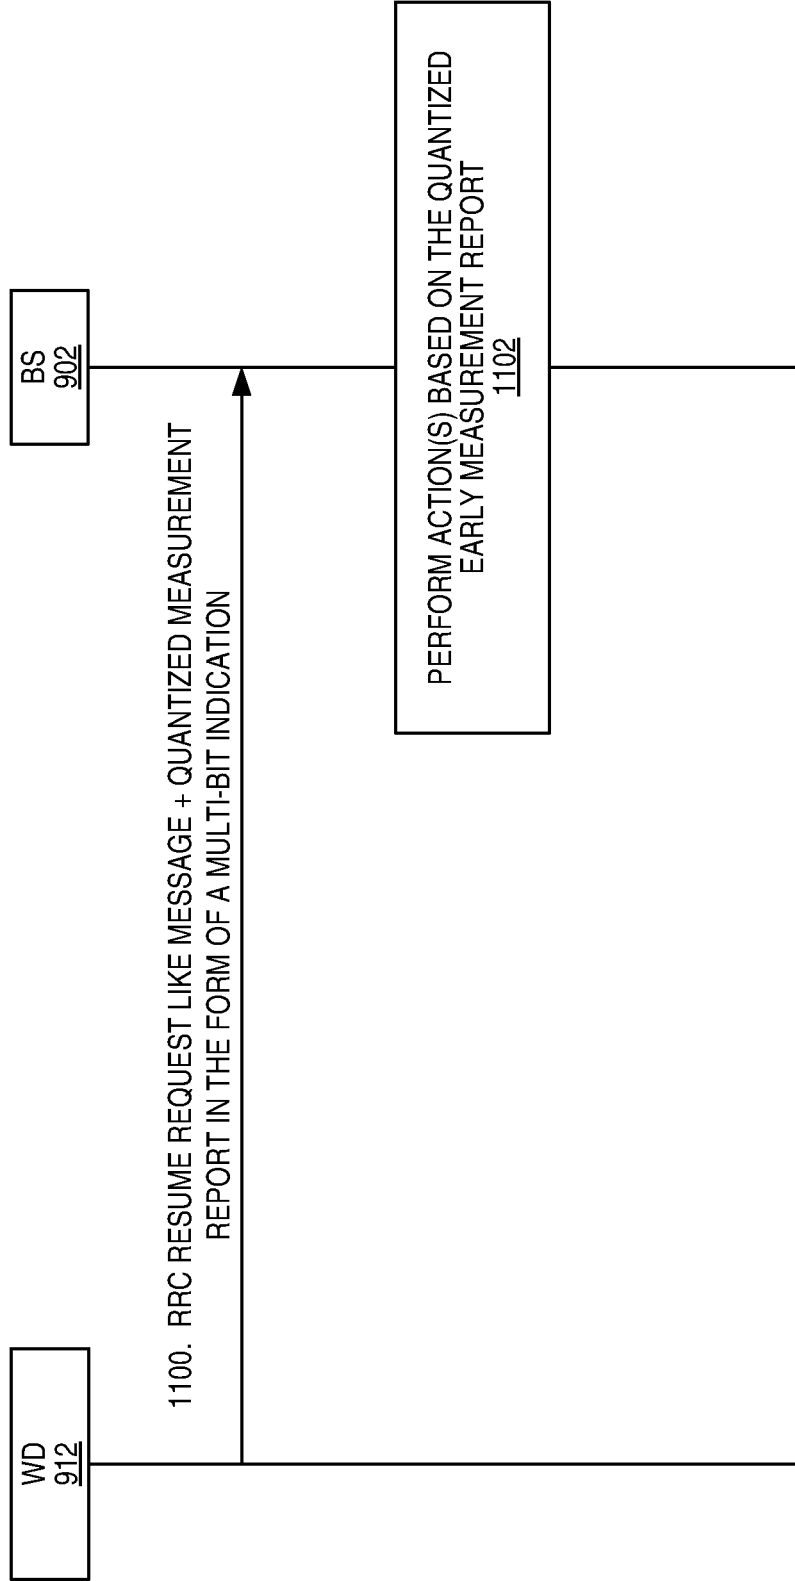 WD
912
BS
902
1100. RRC RESUME REQUEST LIKE MESSAGE + QUANTIZED MEASUREMENT
REPORT IN THE FORM OF A MULTI-BIT INDICATION
PERFORM ACTION(S) BASED ON THE QUANTIZED
EARLY MEASUREMENT REPORT
1102